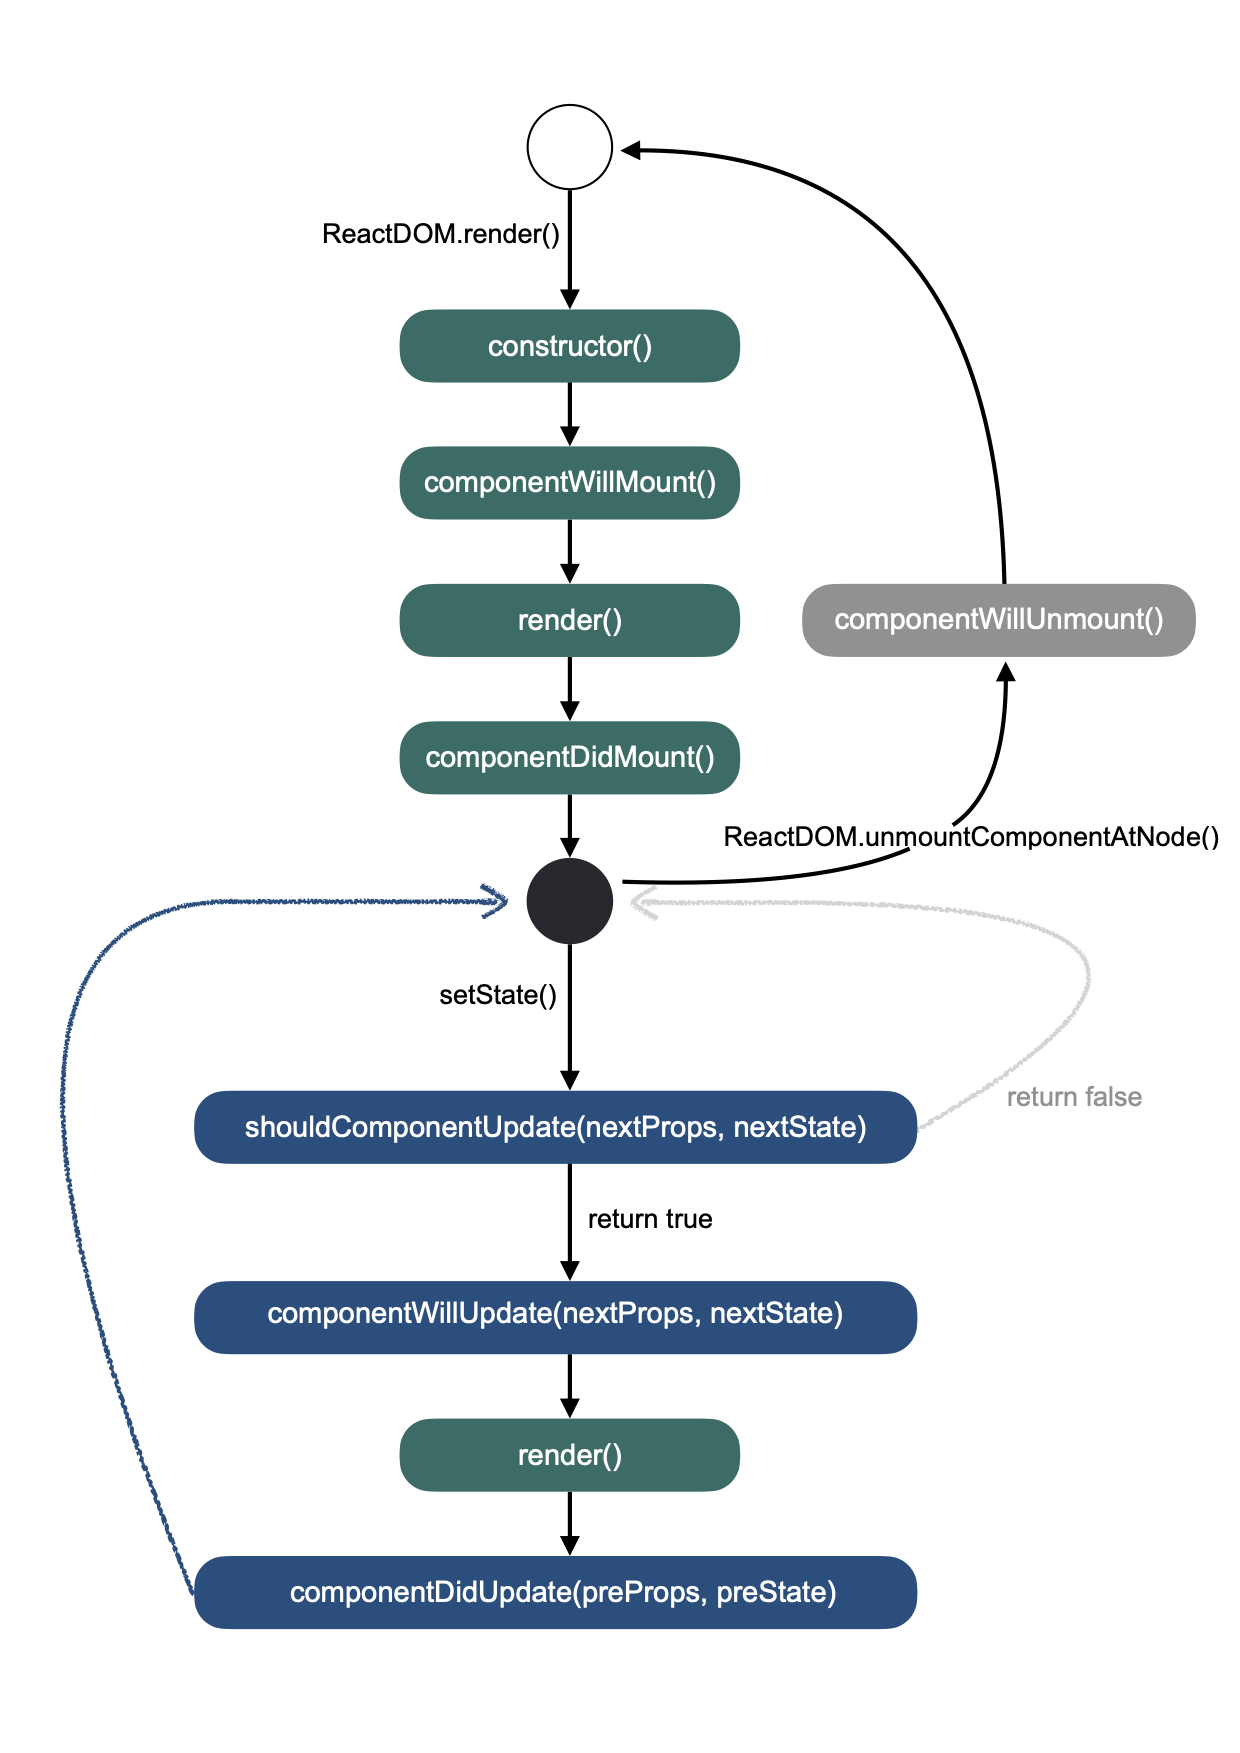 ReactDOM.render()
constructor()
componentWillMount()
render()
componentWillUnmount()
componentDidMount()
ReactDOM.unmountComponentAtNode()
setState()
return false
shouldComponentUpdate(nextProps, nextState)
return true
componentWillUpdate(nextProps, nextState)
render()
componentDidUpdate(preProps, preState)